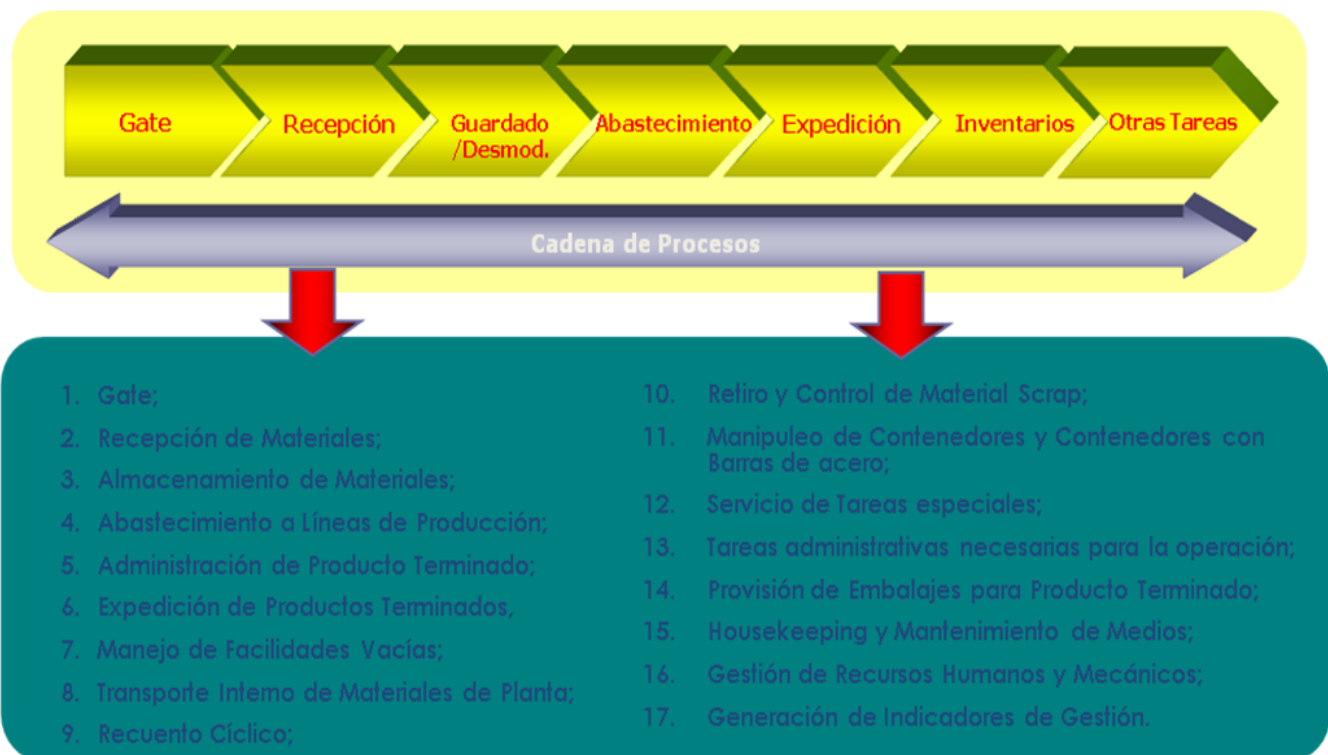 Gate
Recepción
Guardado
/Desmod.
Abastecimiento
Expedición
Inventarios
Otras Tareas
Cadena de Procesos
1. Gate;
2. Recepción de Materiales;
3. Almacenamiento de Materiales;
4. Abastecimiento a Líneas de Producción;
5. Administración de Producto Terminado;
6. Expedición de Productos Terminados,
7. Manejo de Facilidades Vacías;
8. Transporte Interno de Materiales de Planta;
9. Recuento Cíclico;
10. Retiro y Control de Material Scrap;
11. Manipuleo de Contenedores y Contenedores con
Barras de acero;
12. Servicio de Tareas especiales;
13. Tareas administrativas necesarias para la operación;
14. Provisión de Embalajes para Producto Terminado;
15. Housekeeping y Mantenimiento de Medios;
16. Gestión de Recursos Humanos y Mecánicos;
17. Generación de Indicadores de Gestión.